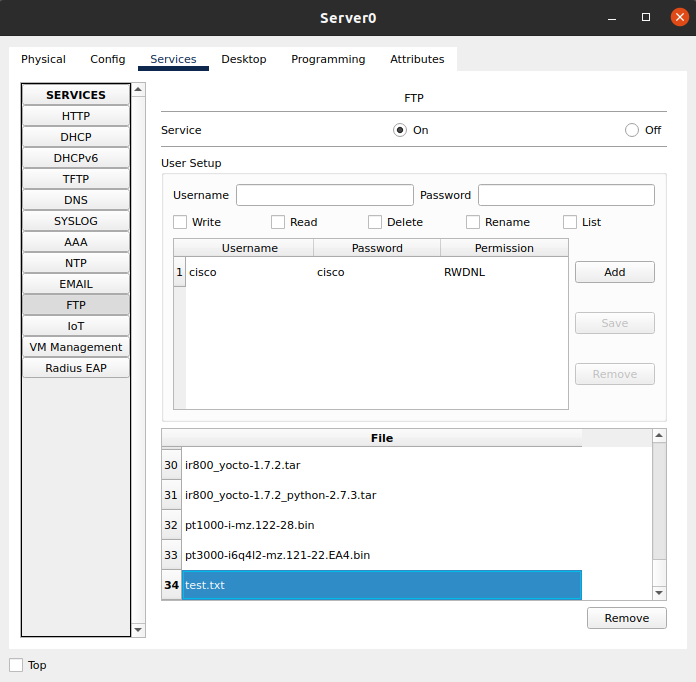 Server0
Physical Config Services Desktop Programming Attributes
SERVICES
HTTP
DHCP
DHCPv6
TFTP
DNS
SYSLOG
AAA
NTP
EMAIL
FTP
IoT
VM Management
Radius EAP
FTP
Service On Off
User Setup
Username Password
Write Read Delete Rename List
Username Password Permission
1 cisco cisco RWDNL
Add
Save
Remove
File
30 ir800_yocto-1.7.2.tar
31 ir800_yocto-1.7.2_python-2.7.3.tar
32 pt1000-i-mz.122-28.bin
33 pt3000-i6q4l2-mz.121-22.EA4.bin
34 test.txt
Remove
Top